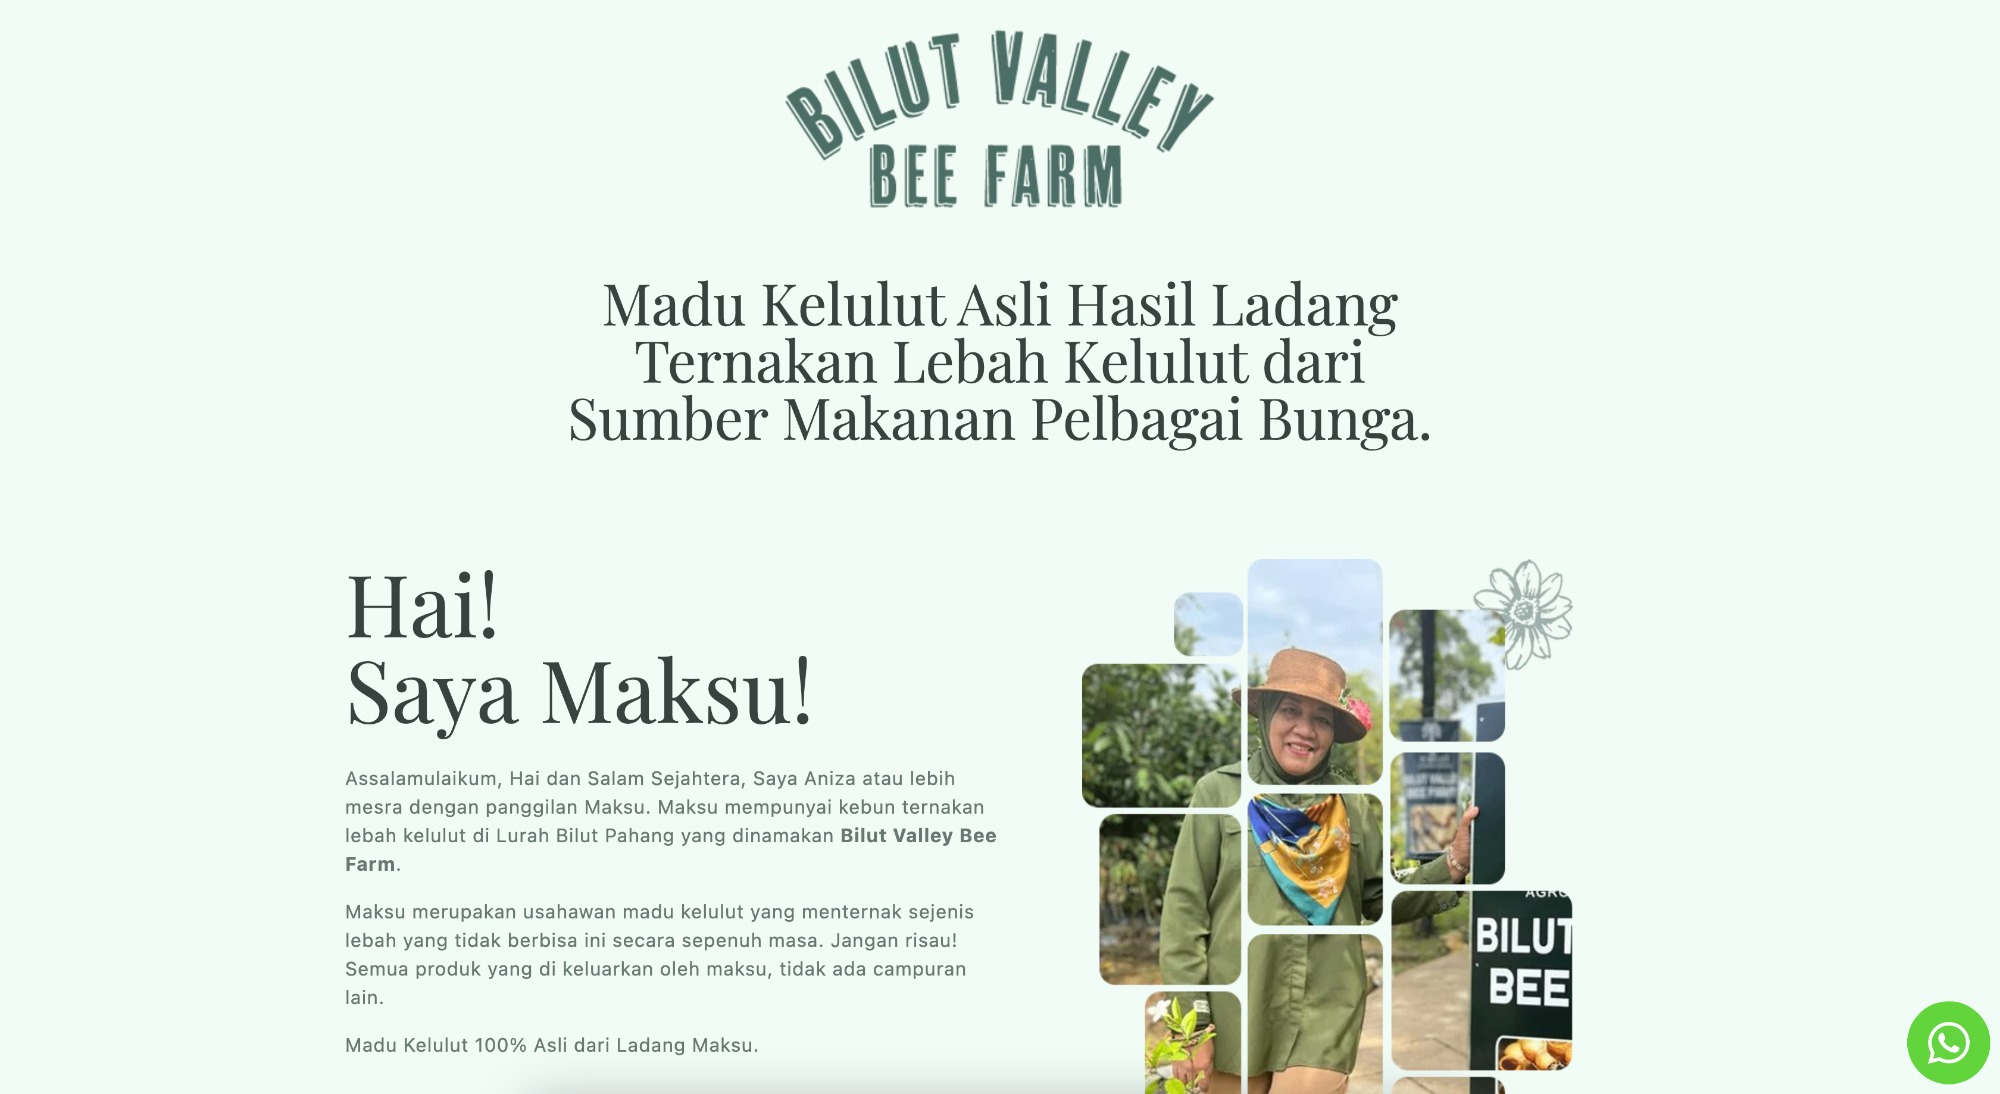 BILUT VALLEY
BEE FARM
Madu Kelulut Asli Hasil Ladang
Ternakan Lebah Kelulut dari
Sumber Makanan Pelbagai Bunga.
Hai!
Saya Maksu!
Assalamulaikum, Hai dan Salam Sejahtera, Saya Aniza atau lebih
mesra dengan panggilan Maksu. Maksu mempunyai kebun ternakan
lebah kelulut di Lurah Bilut Pahang yang dinamakan Bilut Valley Bee
Farm.
Maksu merupakan usahawan madu kelulut yang menternak sejenis
lebah yang tidak berbisa ini secara sepenuh masa. Jangan risau!
Semua produk yang di keluarkan oleh maksu, tidak ada campuran
lain.
Madu Kelulut 100% Asli dari Ladang Maksu.
BILUT
BEE